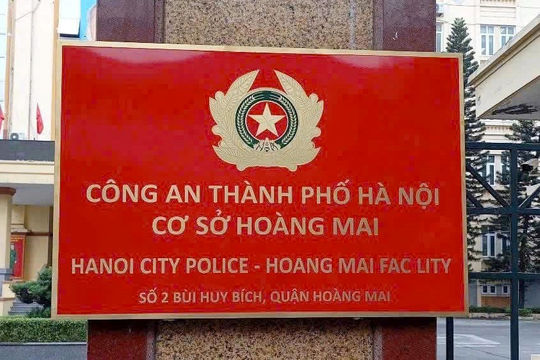 CÔNG AN THÀNH PHỐ HÀ NỘI
CƠ SỞ HOÀNG MAI
HANOI CITY POLICE - HOANG MAI FAC LITY
SỐ 2 BÙI HUY BÍCH, QUẬN HOÀNG MAI